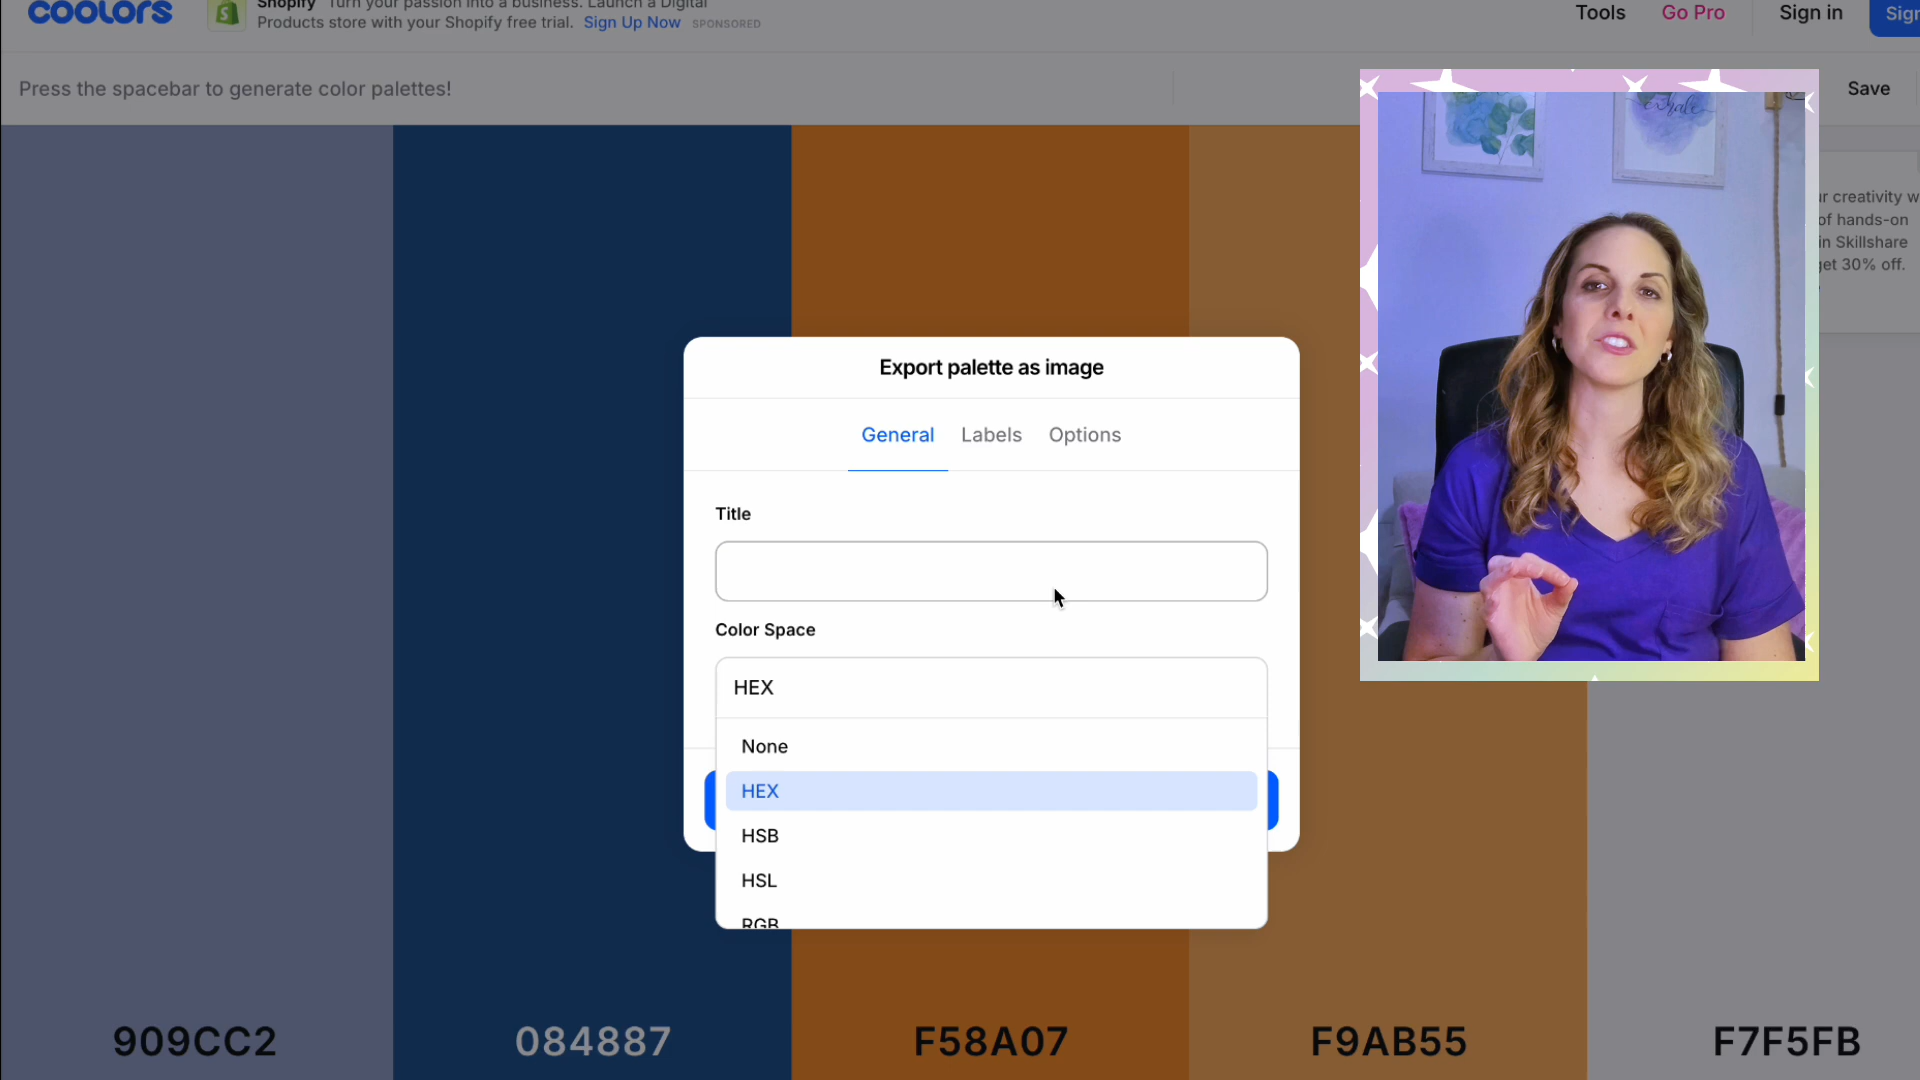 coolors
Shopify Turn your passion into a business. Launch a Digital
Products store with your Shopify free trial. Sign Up Now SPONSORED
Tools
Go Pro
Sign in
Press the spacebar to generate color palettes!
Save
exhale
creativity
of hands-on
in Skillshare
get 30% off.
Export palette as image
General
Labels
Options
Title
Color Space
HEX
None
HEX
HSB
HSL
RGB
909CC2
084887
F58A07
F9AB55
F7F5FB